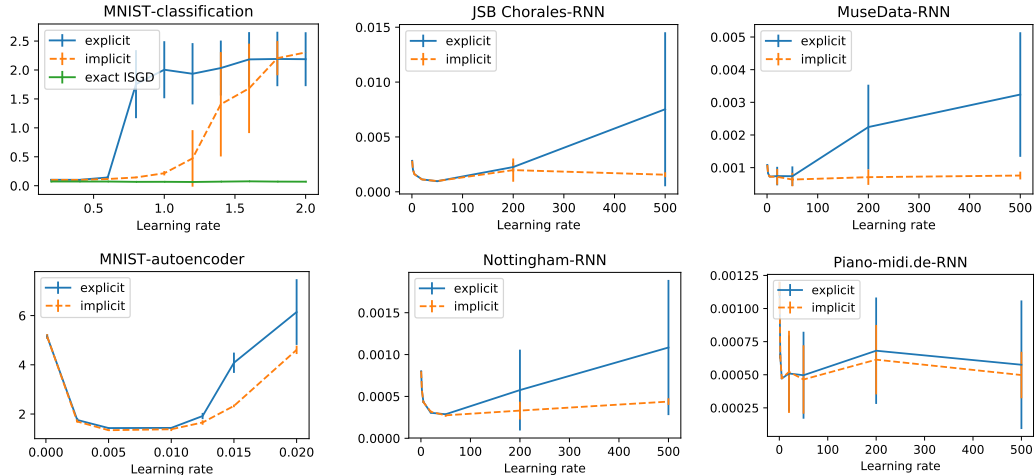 MNIST-classification
2.5
2.0
1.5
1.0
0.5
0.0
explicit
implicit
exact ISGD
0.5
1.0
1.5
2.0
Learning rate
JSB Chorales-RNN
0.015
0.010
0.005
0.000
explicit
implicit
0
100
200
300
400
500
Learning rate
MuseData-RNN
0.005
0.004
0.003
0.002
0.001
explicit
implicit
0
100
200
300
400
500
Learning rate
MNIST-autoencoder
6
4
2
explicit
implicit
0.000
0.005
0.010
0.015
0.020
Learning rate
Nottingham-RNN
0.0015
0.0010
0.0005
0.0000
explicit
implicit
0
100
200
300
400
500
Learning rate
Piano-midi.de-RNN
0.00125
0.00100
0.00075
0.00050
0.00025
explicit
implicit
0
100
200
300
400
500
Learning rate